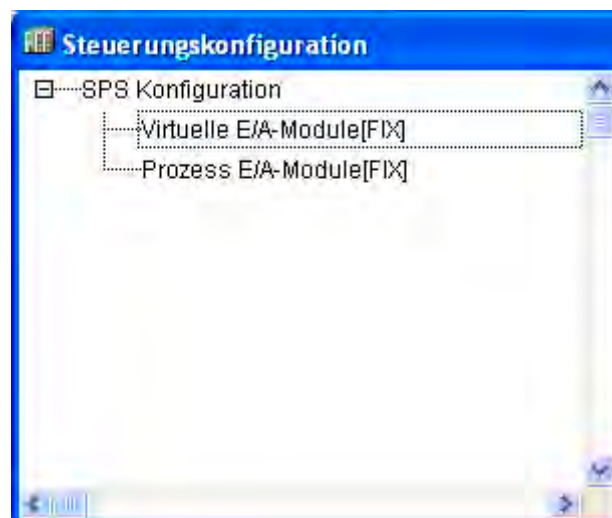 Steuerungskonfiguration
SPS Konfiguration
Virtuelle E/A-Module[FIX]
Prozess E/A-Module[FIX]